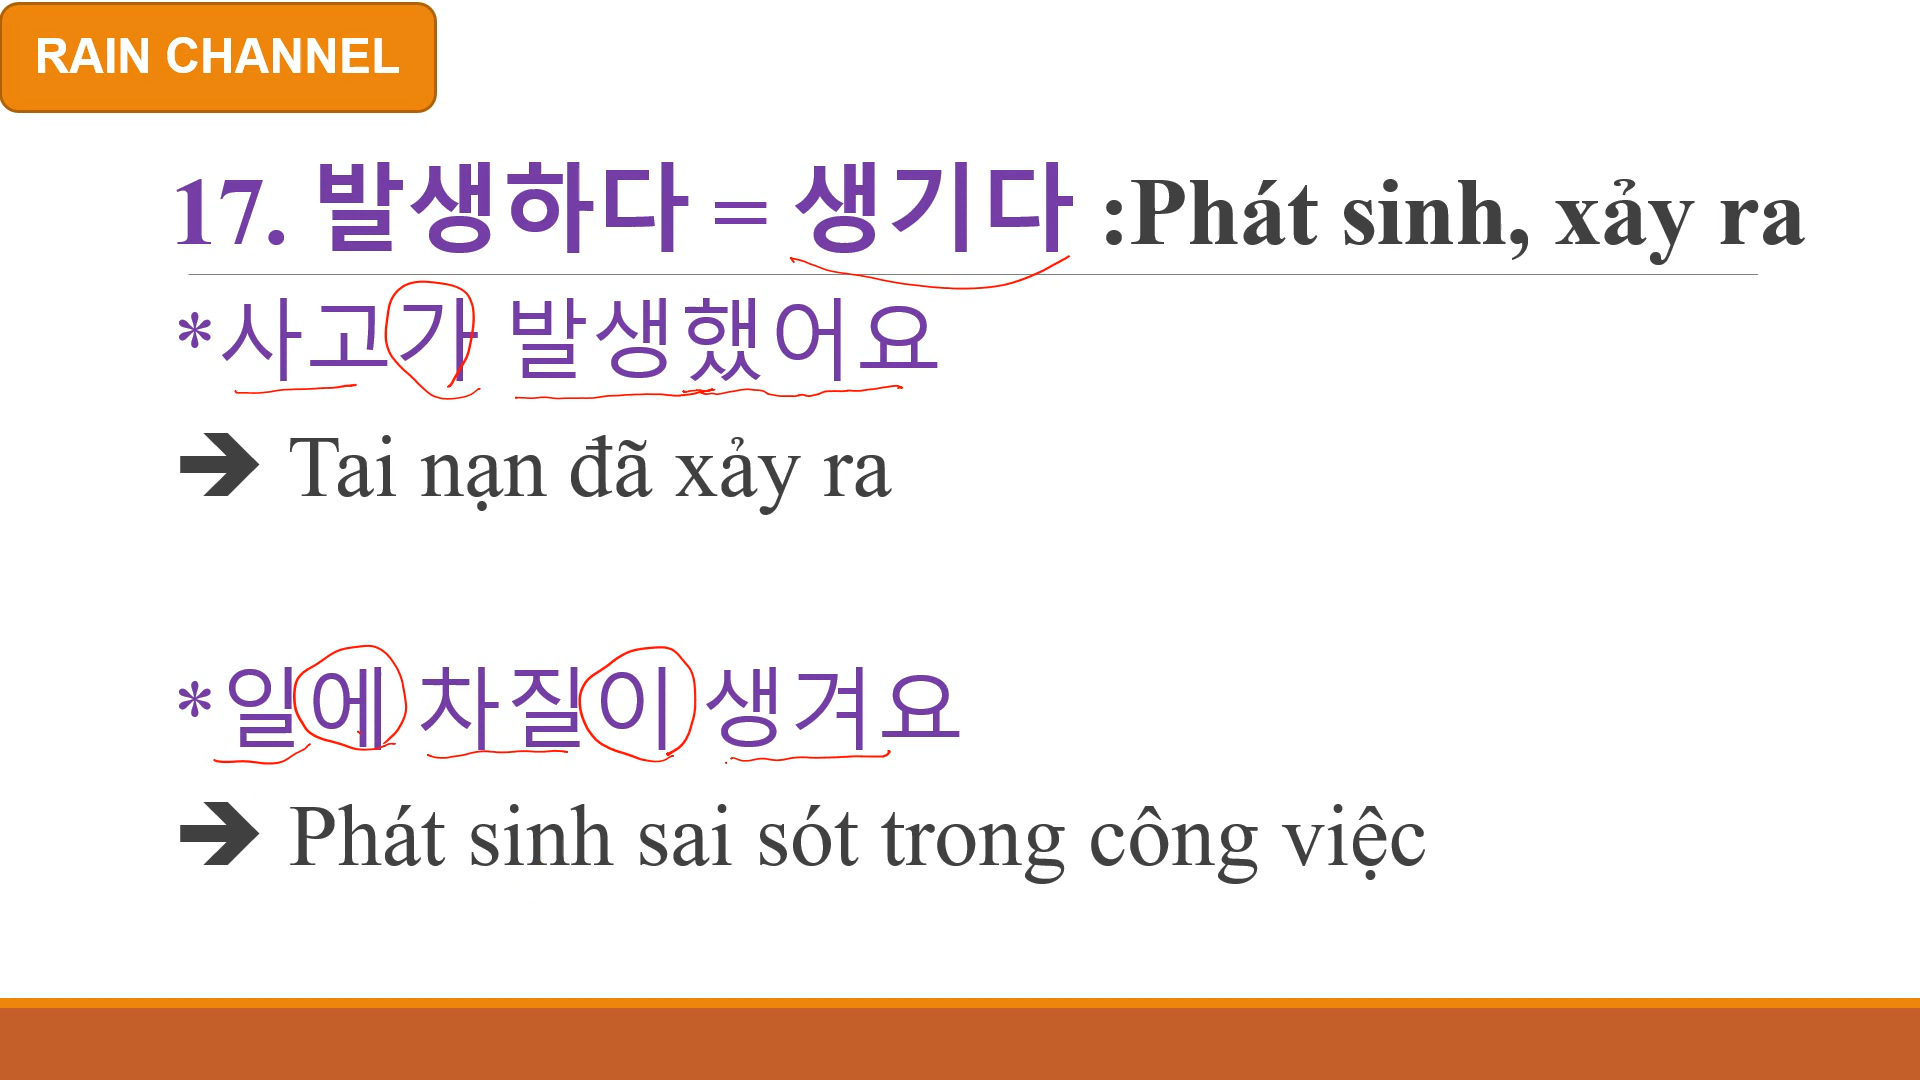 RAIN CHANNEL
17. 발생하다 = 생기다 :Phát sinh, xảy ra
*사고가 발생했어요
➔ Tai nạn đã xảy ra
*일에 차질이 생겨요
➔ Phát sinh sai sót trong công việc